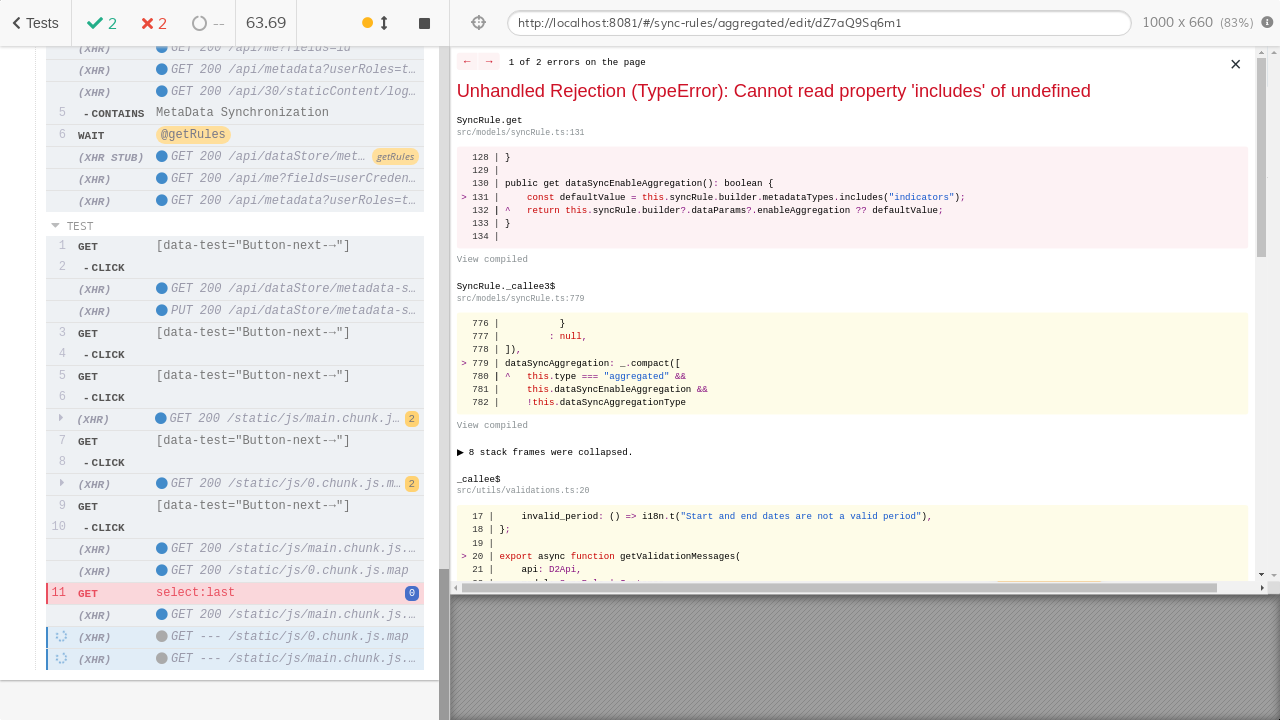 Tests
2
2
--
63.69
http://localhost:8081/#/sync-rules/aggregated/edit/dZ7aQ9Sq6m1
1000 x 660 (83%)
(XHR) GET 200 /api/me?fields=id
(XHR) GET 200 /api/metadata?userRoles=t...
(XHR) GET 200 /api/30/staticContent/log...
5 -CONTAINS MetaData Synchronization
6 WAIT @getRules
(XHR STUB) GET 200 /api/dataStore/met... getRules
(XHR) GET 200 /api/me?fields=userCreden...
(XHR) GET 200 /api/metadata?userRoles=t...
TEST
1 GET [data-test="Button-next-→"]
2 -CLICK
(XHR) GET 200 /api/dataStore/metadata-s...
(XHR) PUT 200 /api/dataStore/metadata-s...
3 GET [data-test="Button-next-→"]
4 -CLICK
5 GET [data-test="Button-next-→"]
6 -CLICK
(XHR) GET 200 /static/js/main.chunk.j... 2
7 GET [data-test="Button-next-→"]
8 -CLICK
(XHR) GET 200 /static/js/0.chunk.js.m... 2
9 GET [data-test="Button-next-→"]
10 -CLICK
(XHR) GET 200 /static/js/main.chunk.js....
(XHR) GET 200 /static/js/0.chunk.js.map
11 GET select:last 0
(XHR) GET 200 /static/js/main.chunk.js....
(XHR) GET --- /static/js/0.chunk.js.map
(XHR) GET --- /static/js/main.chunk.js....
← → 1 of 2 errors on the page ×
Unhandled Rejection (TypeError): Cannot read property 'includes' of undefined
SyncRule.get
src/models/syncRule.ts:131
128 | }
129 |
130 | public get dataSyncEnableAggregation(): boolean {
> 131 | const defaultValue = this.syncRule.builder.metadataTypes.includes("indicators");
132 | ^ return this.syncRule.builder?.dataParams?.enableAggregation ?? defaultValue;
133 | }
134 |
View compiled
SyncRule._callee3$
src/models/syncRule.ts:779
776 | }
777 | : null,
778 | ]),
> 779 | dataSyncAggregation: _.compact([
780 | ^ this.type === "aggregated" &&
781 | this.dataSyncEnableAggregation &&
782 | !this.dataSyncAggregationType
View compiled
▶ 8 stack frames were collapsed.
_callee$
src/utils/validations.ts:20
17 | invalid_period: () => i18n.t("Start and end dates are not a valid period"),
18 | };
19 |
> 20 | export async function getValidationMessages(
21 | api: D2Api,